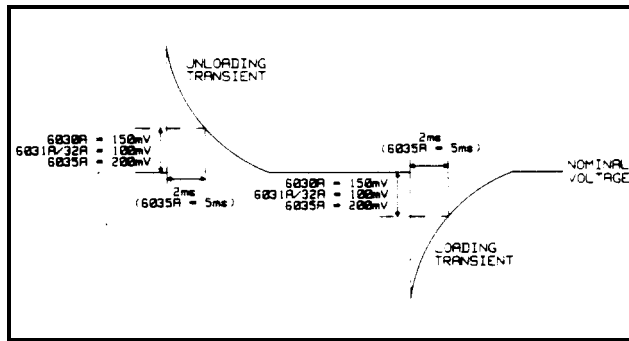 UNLOADING
TRANSIENT
6030A = 150mV
6031A/32A = 100mV
6035A = 200mV
2ms
(6035A = 5ms)
2ms
(6035A = 5ms)
6030A = 150mV
6031A/32A = 100mV
6035A = 200mV
NOMINAL
VOLTAGE
LOADING
TRANSIENT